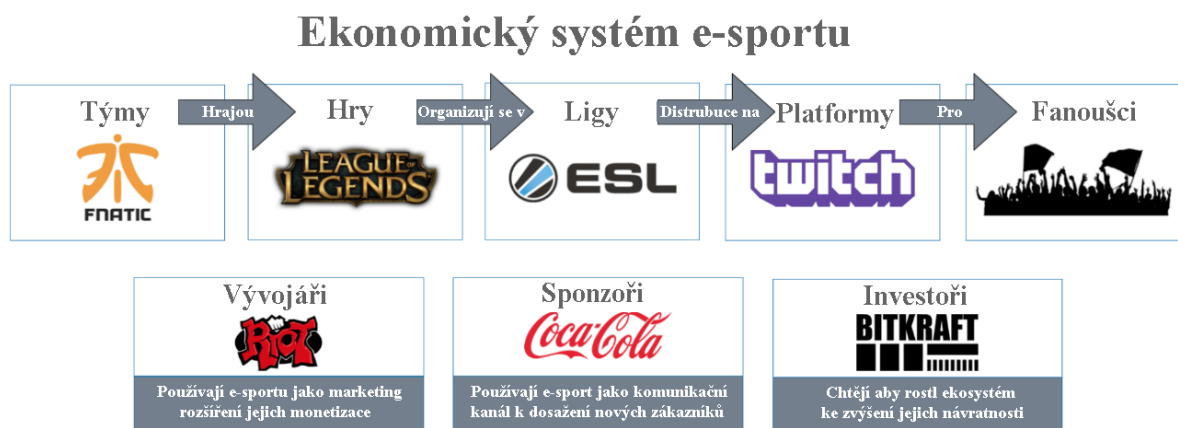 Ekonomický systém e-sportu
Týmy
Hrajou
Hry
Organizují se v
Ligy
Distrubuce na
Platformy
Pro
Fanoušci
FNATIC
LEAGUE OF
LEGENDS
ESL
twitch
Vývojáři
RIOT
Používají e-sportu jako marketing
rozšíření jejich monetizace
Sponzoři
Coca-Cola
Používají e-sport jako komunikační
kanál k dosažení nových zákazníků
Investoři
BITKRAFT
Chtějí aby rostl ekosystém
ke zvýšení jejich návratnosti